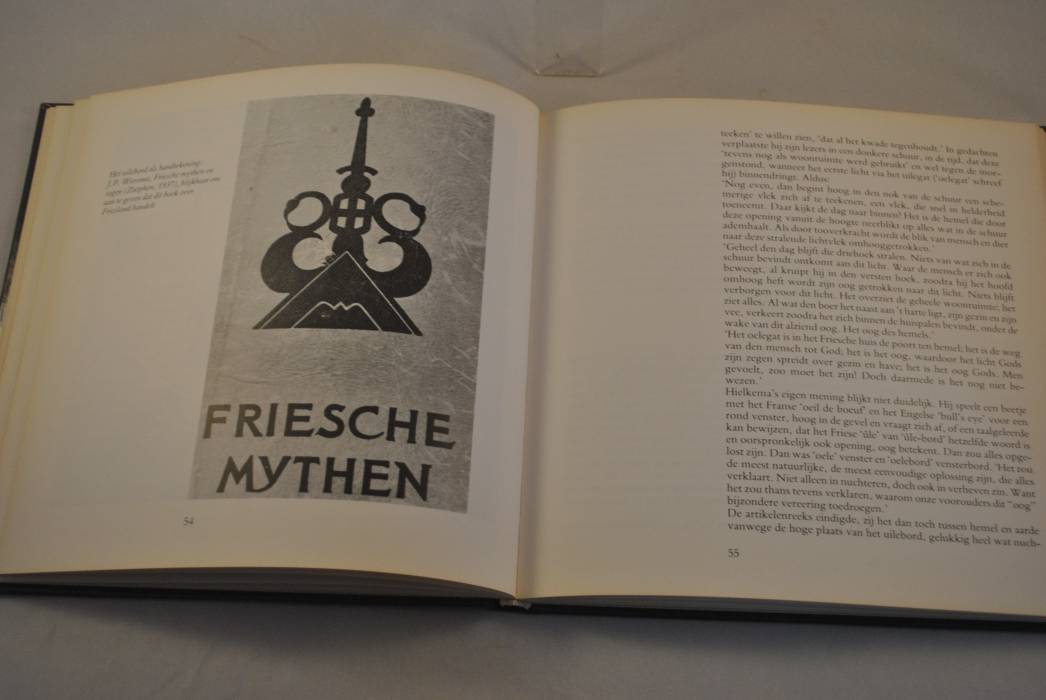 Het uilebord als bandtekening:
J.P. Wiersma, Friesche mythen en
sagen (Zutphen, 1937), blijkbaar om
aan te geven dat dit boek over
Friesland handelt
FRIESCHE
MYTHEN
54
teeken' te willen zien, 'dat al het kwade tegenhoudt.' In gedachten
verplaatste hij zijn lezers in een donkere schuur, in de tijd, dat deze
'tevens nog als woonruimte werd gebruikt' en wel tegen de mor-
genstond, wanneer het eerste licht via het uilegat ('oelegat' schreef
hij) binnendringt. Aldus:
'Nog even, dan begint hoog in den nok van de schuur een sche-
merige vlek zich af te teekenen, een vlek, die snel in helderheid
toeneemt. Daar kijkt de dag naar binnen! Het is de hemel die door
deze opening vanuit de hoogte neerblikt op alles wat in de schuur
ademhaalt. Als door tooverkracht wordt de blik van mensch en dier
naar deze stralende lichtvlek omhooggetrokken.'
'Geheel den dag blijft die driehoek stralen. Niets van wat zich in de
schuur bevindt ontkomt aan dit licht. Waar de mensch er zich ook
beweegt, al kruipt hij in den versten hoek, zoodra hij het hoofd
omhoog heft wordt zijn oog getrokken naar dit licht. Niets blijft
verborgen voor dit licht. Het overziet de geheele woonruimte; het
ziet alles. Al wat den boer het naast aan 't harte ligt, zijn gezin en zijn
vee, verkeert zoodra het zich binnen de huispalen bevindt, onder de
wake van dit alziend oog. Het oog des hemels.'
'Het oelegat is in het Friesche huis de poort ten hemel; het is de weg
van den mensch tot God; het is het oog, waardoor het licht Gods
zijn zegen spreidt over gezin en have; het is het oog Gods. Men
gevoelt, zoo moet het zijn! Doch daarmede is het nog niet be-
wezen.'
Hielkema's eigen mening blijkt niet duidelijk. Hij speelt een beetje
met het Franse 'oeil de boeuf' en het Engelse 'bull's eye' voor een
rond venster, hoog in de gevel en vraagt zich af, of een taalgeleerde
kan bewijzen, dat het Friese 'ûle' van 'ûle-bord' hetzelfde woord is
en oorspronkelijk ook opening, oog betekent. Dan zou alles opge-
lost zijn. Dan was 'oele' venster en 'oelebord' vensterbord. 'Het zou
de meest natuurlijke, de meest eenvoudige oplossing zijn, die alles
verklaart. Niet alleen in nuchteren, doch ook in verheven zin. Want
het zou thans tevens verklaren, waarom onze voorouders dit "oog"
bijzondere vereering toedroegen.'
De artikelenreeks eindigde, zij het dan toch tussen hemel en aarde
vanwege de hoge plaats van het uilebord, gelukkig heel wat nuch-
55